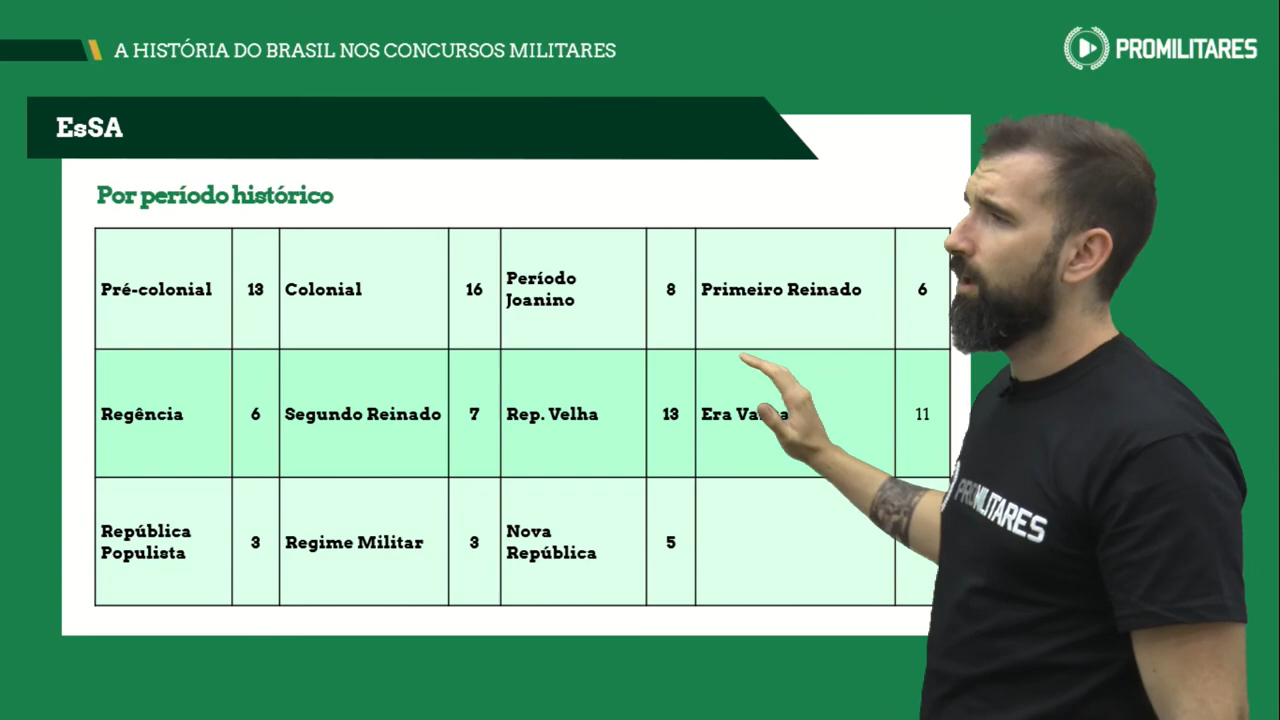 A HISTÓRIA DO BRASIL NOS CONCURSOS MILITARES
PROMILITARES
EsSA
Por período histórico
Pré-colonial 13 Colonial 16 Período Joanino 8 Primeiro Reinado 6
Regência 6 Segundo Reinado 7 Rep. Velha 13 Era 11
República Populista 3 Regime Militar 3 Nova República 5
PROMILITARES